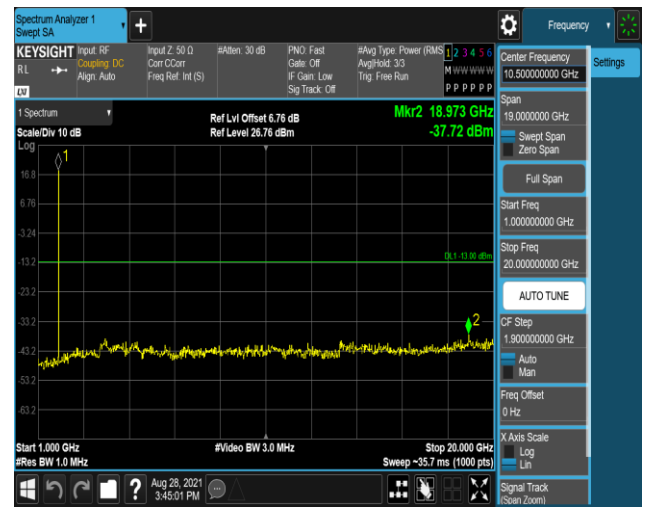 Spectrum Analyzer 1
Swept SA
Frequency
KEYSIGHT
RL
LXI
Input: RF
Coupling: DC
Align: Auto
Input Z: 50 Ω
Corr CCorr
Freq Ref: Int (S)
#Atten: 30 dB
PNO: Fast
Gate: Off
IF Gain: Low
Sig Track: Off
#Avg Type: Power (RMS
Avg|Hold: 3/3
Trig: Free Run
1 2 3 4 5 6
M W W W W W
P P P P P P
Center Frequency
10.500000000 GHz
Settings
Span
19.0000000 GHz
Swept Span
Zero Span
Full Span
Start Freq
1.000000000 GHz
Stop Freq
20.000000000 GHz
AUTO TUNE
CF Step
1.900000000 GHz
Auto
Man
Freq Offset
0 Hz
X Axis Scale
Log
Lin
Signal Track
(Span Zoom)
1 Spectrum
Scale/Div 10 dB
Ref Lvl Offset 6.76 dB
Ref Level 26.76 dBm
Mkr2 18.973 GHz
-37.72 dBm
Log
1
16.8
6.76
-3.24
DL1 -13.00 dBm
-13.2
-23.2
-33.2
2
-43.2
-53.2
-63.2
Start 1.000 GHz
#Video BW 3.0 MHz
Stop 20.000 GHz
#Res BW 1.0 MHz
Sweep ~35.7 ms (1000 pts)
?
Aug 28, 2021
3:45:01 PM